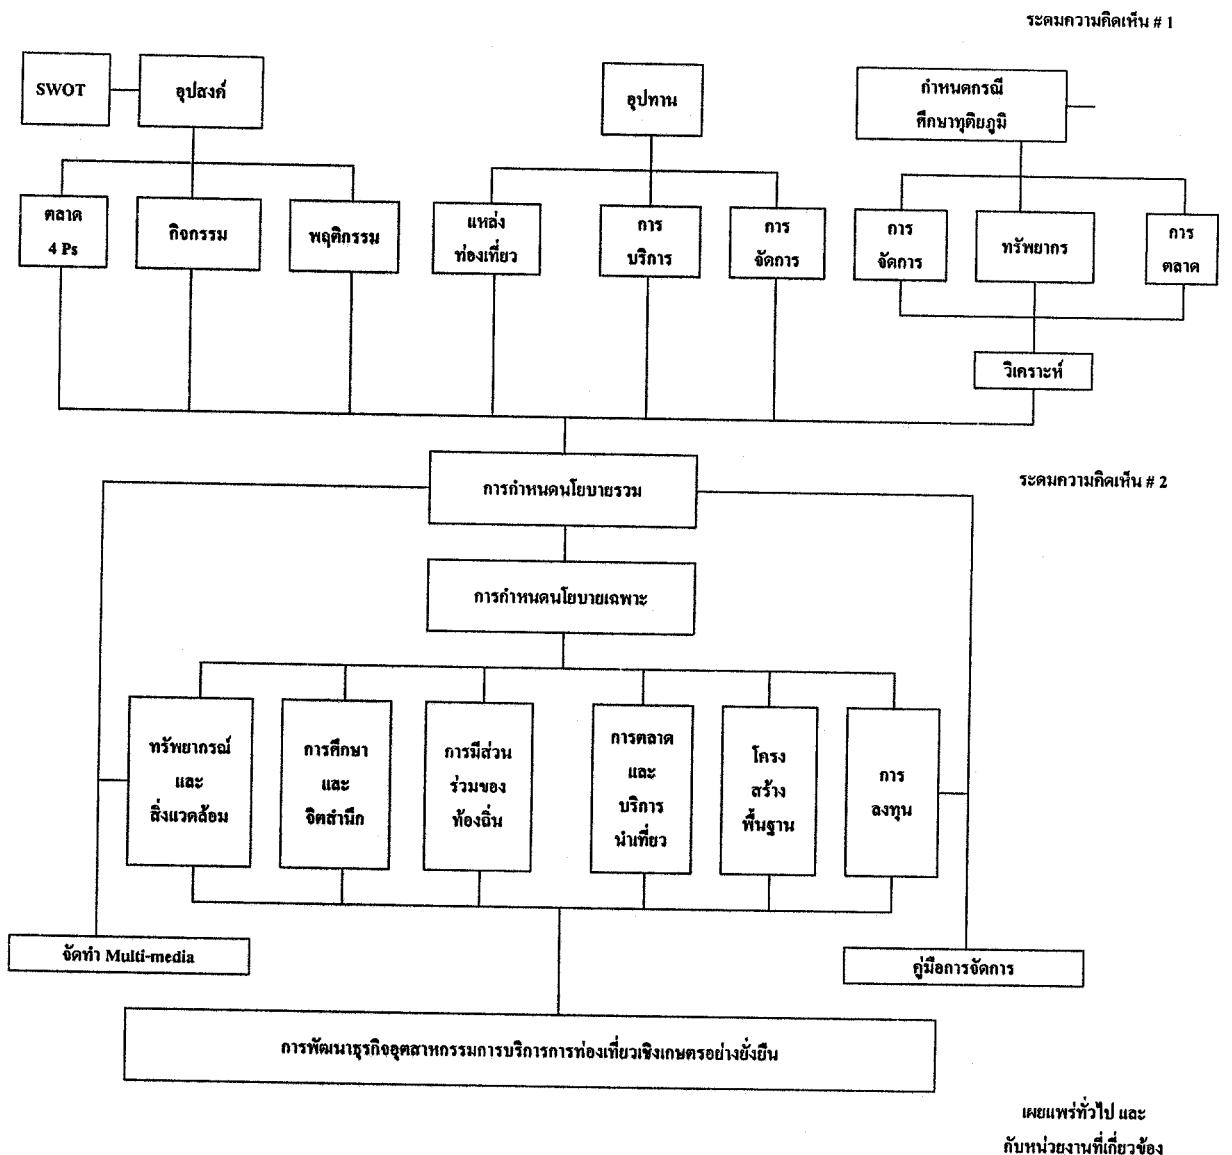 ระดมความคิดเห็น # 1
SWOT
อุปสงค์
อุปทาน
กำหนดกรณี
ศึกษาทุติยภูมิ
ตลาด
4 Ps
กิจกรรม
พฤติกรรม
แหล่ง
ท่องเที่ยว
การ
บริการ
การ
จัดการ
การ
จัดการ
ทรัพยากร
การ
ตลาด
วิเคราะห์
การกำหนดนโยบายรวม
ระดมความคิดเห็น # 2
การกำหนดนโยบายเฉพาะ
ทรัพยากรณ์
และ
สิ่งแวดล้อม
การศึกษา
และ
จิตสำนึก
การมีส่วน
ร่วมของ
ท้องถิ่น
การตลาด
และ
บริการ
นำเที่ยว
โครง
สร้าง
พื้นฐาน
การ
ลงทุน
จัดทำ Multi-media
คู่มือการจัดการ
การพัฒนาธุรกิจอุตสาหกรรมการบริการการท่องเที่ยวเชิงเกษตรอย่างยั่งยืน
เผยแพร่ทั่วไป และ
กับหน่วยงานที่เกี่ยวข้อง